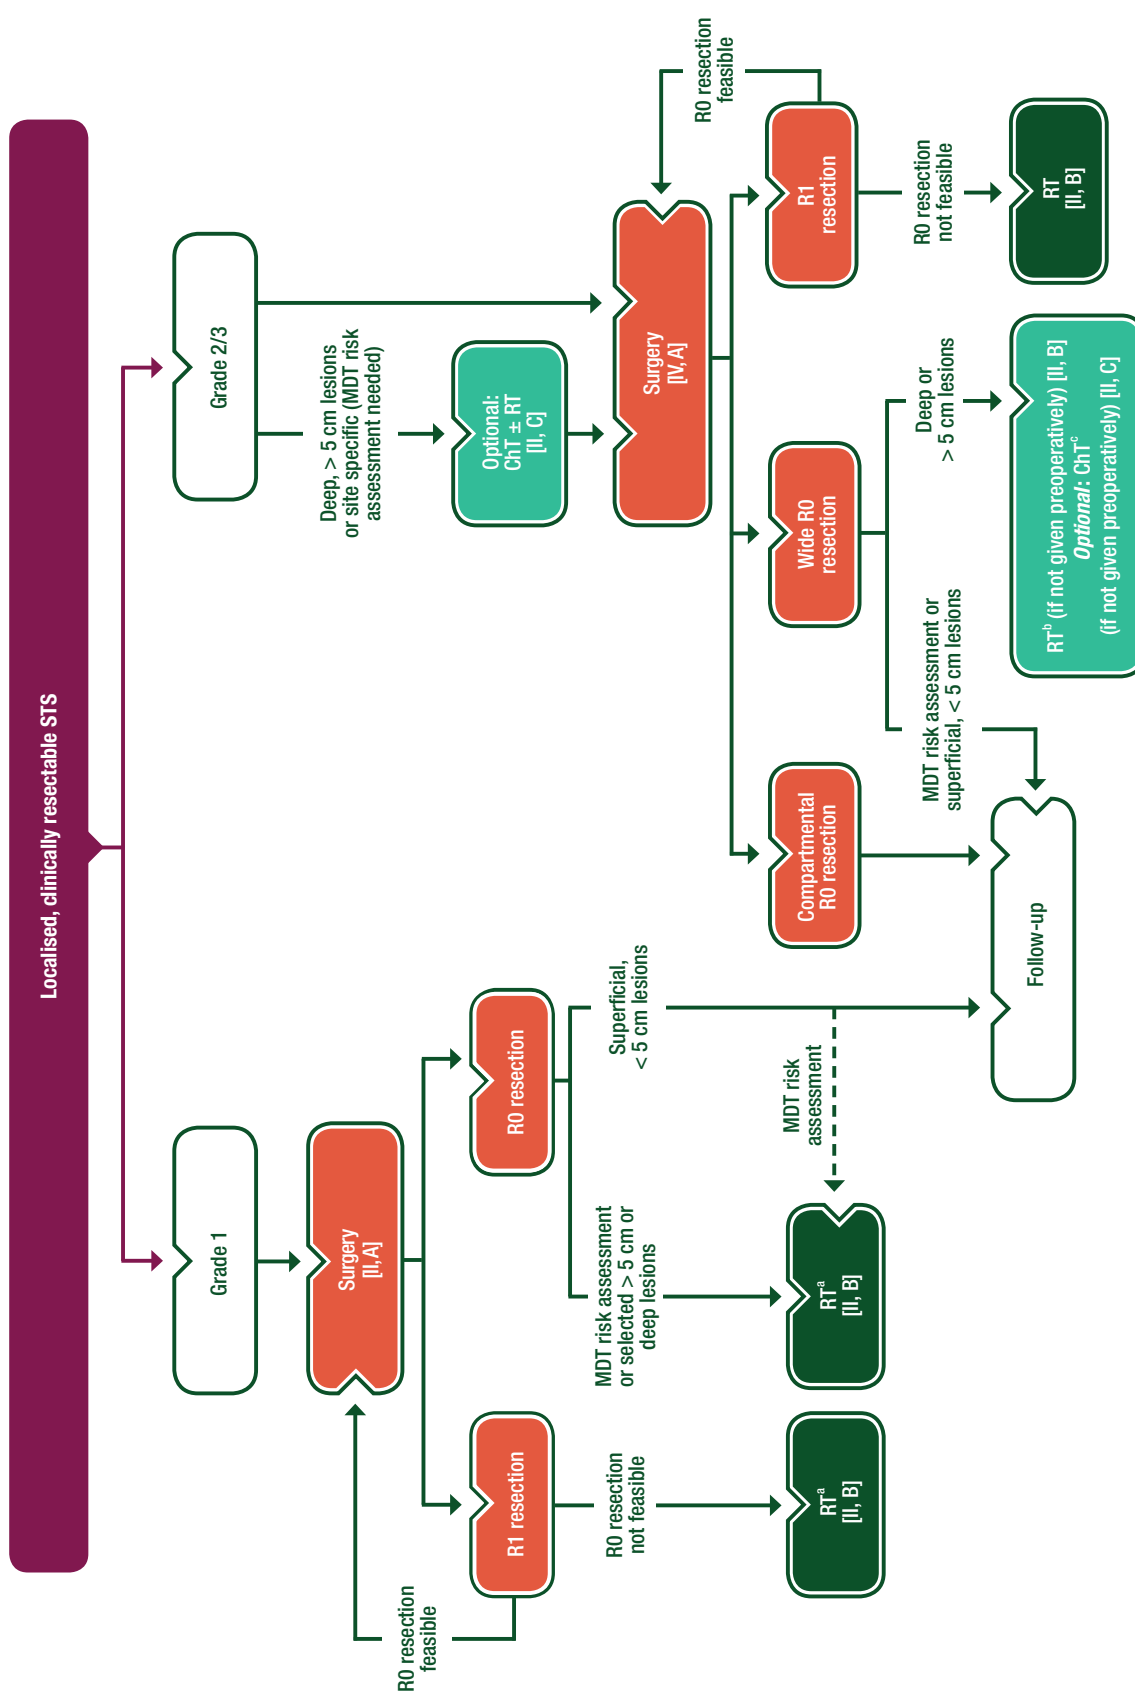 Localised, clinically resectable STS
Grade 1
Grade 2/3
Surgery
[II, A]
Deep, > 5 cm lesions
or site specific (MDT risk
assessment needed)
Optional:
ChT ± RT
[II, C]
R0 resection
feasible
R1 resection
R0 resection
Surgery
[IV, A]
R0 resection
feasible
R0 resection
not feasible
MDT risk assessment
or selected > 5 cm or
deep lesions
Superficial,
< 5 cm lesions
Compartmental
R0 resection
Wide R0
resection
R1
resection
RTᵃ
[II, B]
RTᵃ
[II, B]
MDT risk
assessment
MDT risk assessment or
superficial, < 5 cm lesions
Deep or
> 5 cm lesions
R0 resection
not feasible
Follow-up
RTᵇ (if not given preoperatively) [II, B]
Optional: ChTᶜ
(if not given preoperatively) [II, C]
RT
[II, B]